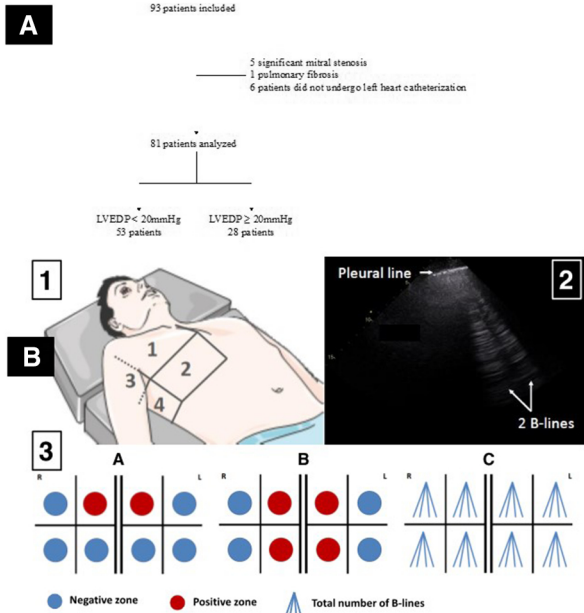 A
93 patients included
5 significant mitral stenosis
1 pulmonary fibrosis
6 patients did not undergo left heart catheterization
81 patients analyzed
LVEDP < 20mmHg
53 patients
LVEDP ≥ 20mmHg
28 patients
B
1
1
2
3
4
2
Pleural line
2 B-lines
3
A
B
C
R L
R L
R L
Negative zone
Positive zone
Total number of B-lines